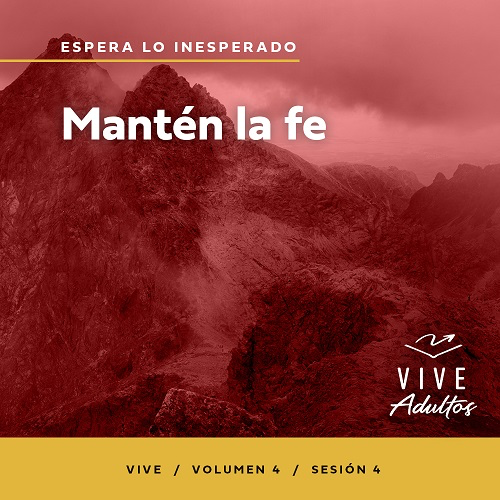 ESPERA LO INESPERADO
Mantén la fe
VIVE
Adultos
VIVE / VOLUMEN 4 / SESIÓN 4